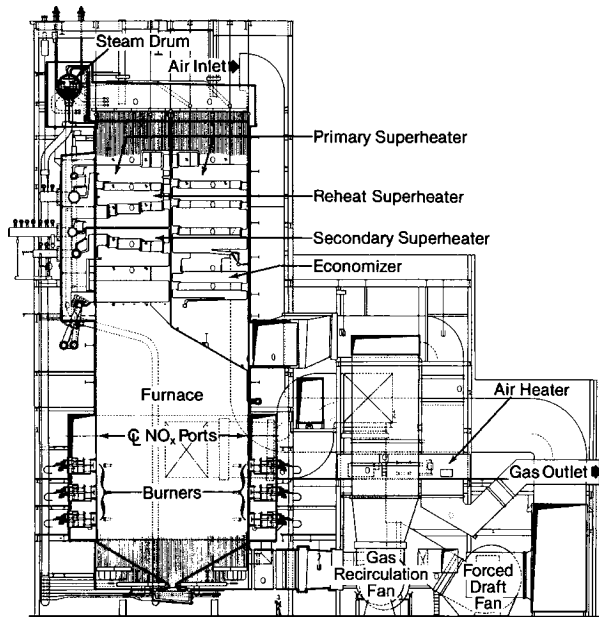 Steam Drum
Air Inlet
Primary Superheater
Reheat Superheater
Secondary Superheater
Economizer
Furnace
Air Heater
℄ NOx Ports
Gas Outlet
Burners
Gas
Recirculation
Fan
Forced
Draft
Fan